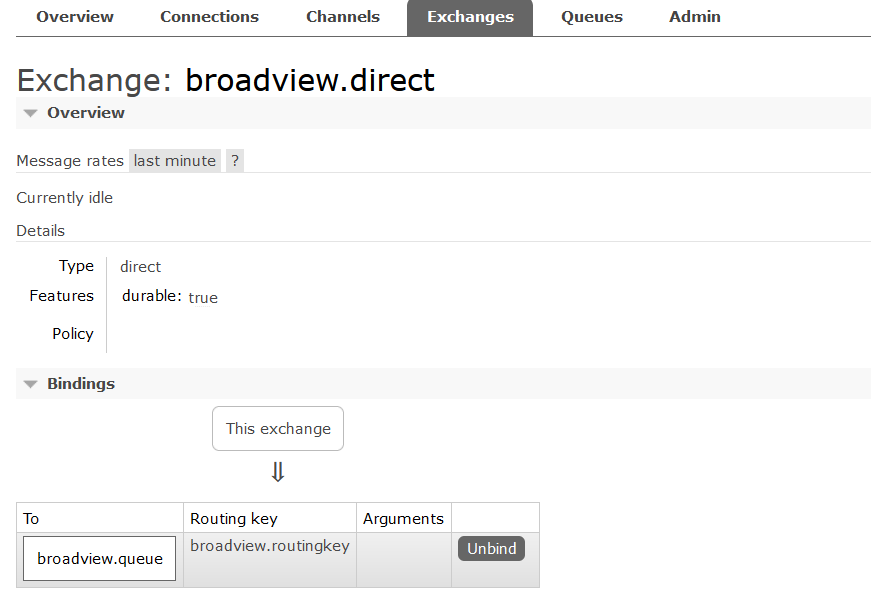 Overview Connections Channels Exchanges Queues Admin
Exchange: broadview.direct
Overview
Message rates last minute ?
Currently idle
Details
Type direct
Features durable: true
Policy
Bindings
This exchange
⇓
To Routing key Arguments
broadview.queue broadview.routingkey Unbind